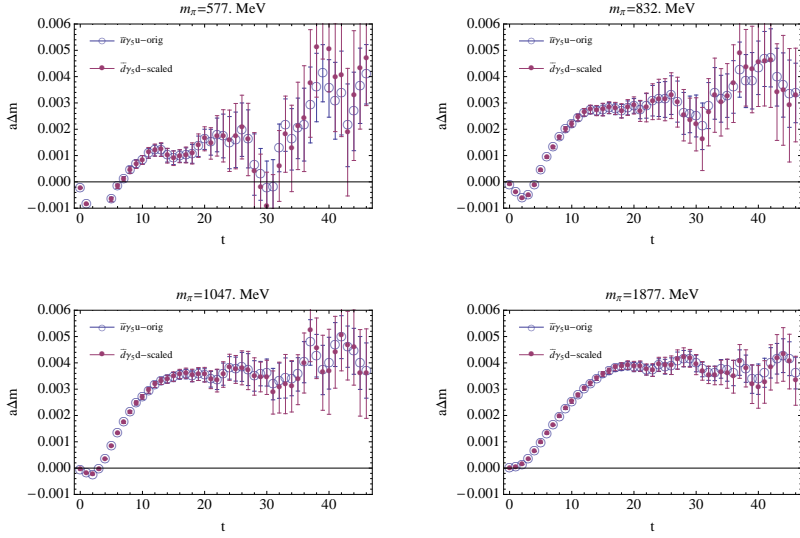 mπ=577. MeV
0.006
0.005
0.004
0.003
0.002
0.001
0.000
−0.001
aΔm
u̅γ5u−orig
d̅γ5d−scaled
0 10 20 30 40
t
mπ=832. MeV
0.006
0.005
0.004
0.003
0.002
0.001
0.000
−0.001
aΔm
u̅γ5u−orig
d̅γ5d−scaled
0 10 20 30 40
t
mπ=1047. MeV
0.006
0.005
0.004
0.003
0.002
0.001
0.000
−0.001
aΔm
u̅γ5u−orig
d̅γ5d−scaled
0 10 20 30 40
t
mπ=1877. MeV
0.006
0.005
0.004
0.003
0.002
0.001
0.000
−0.001
aΔm
u̅γ5u−orig
d̅γ5d−scaled
0 10 20 30 40
t